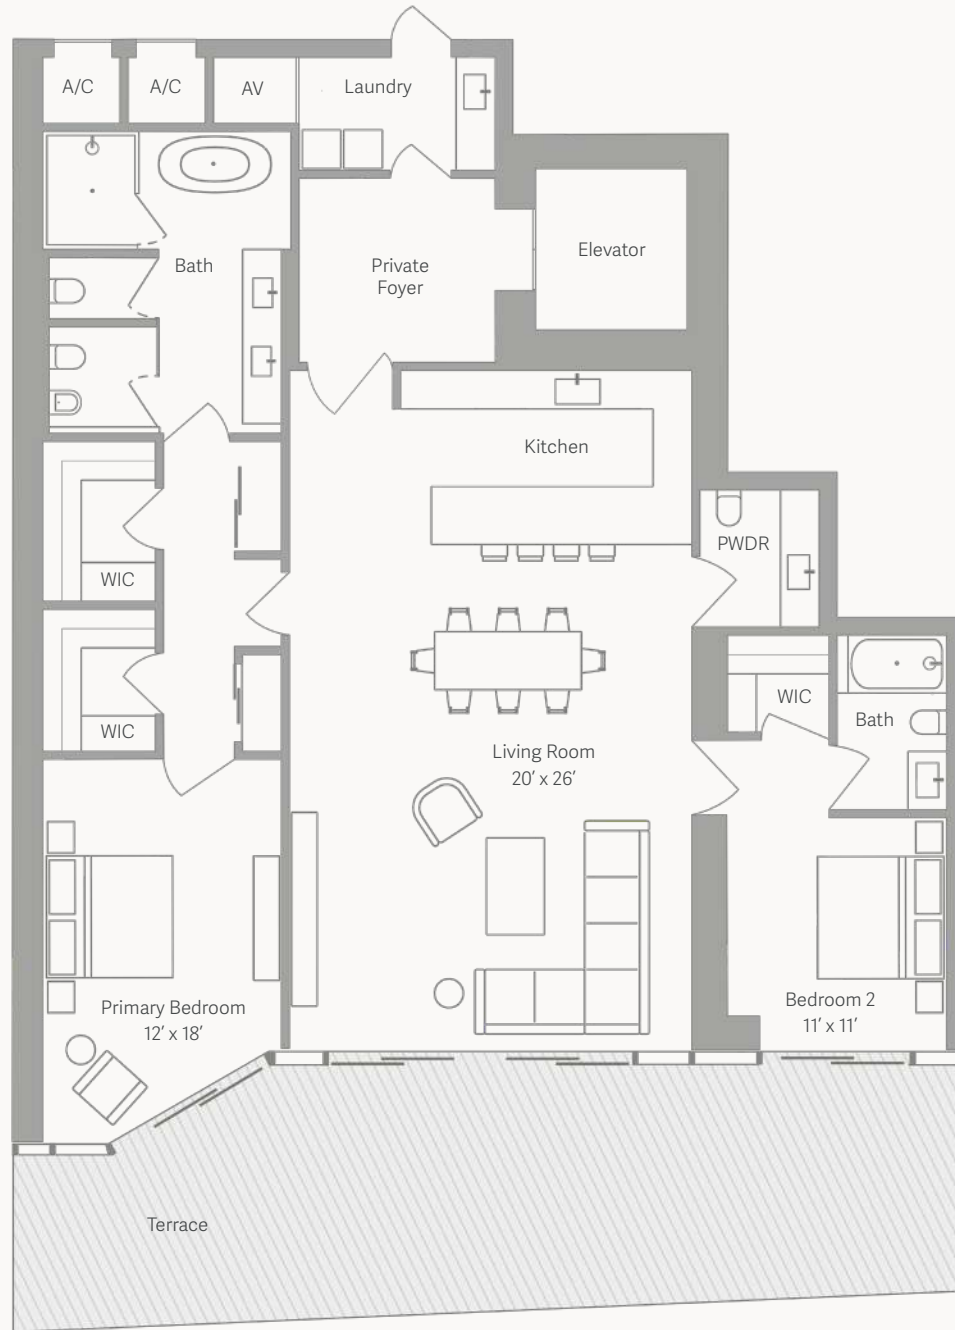 A/C
A/C
AV
Laundry
Elevator
Bath
Private
Foyer
Kitchen
PWDR
WIC
WIC
WIC
Bath
Living Room
20’ x 26’
Primary Bedroom
12’ x 18’
Bedroom 2
11’ x 11’
Terrace